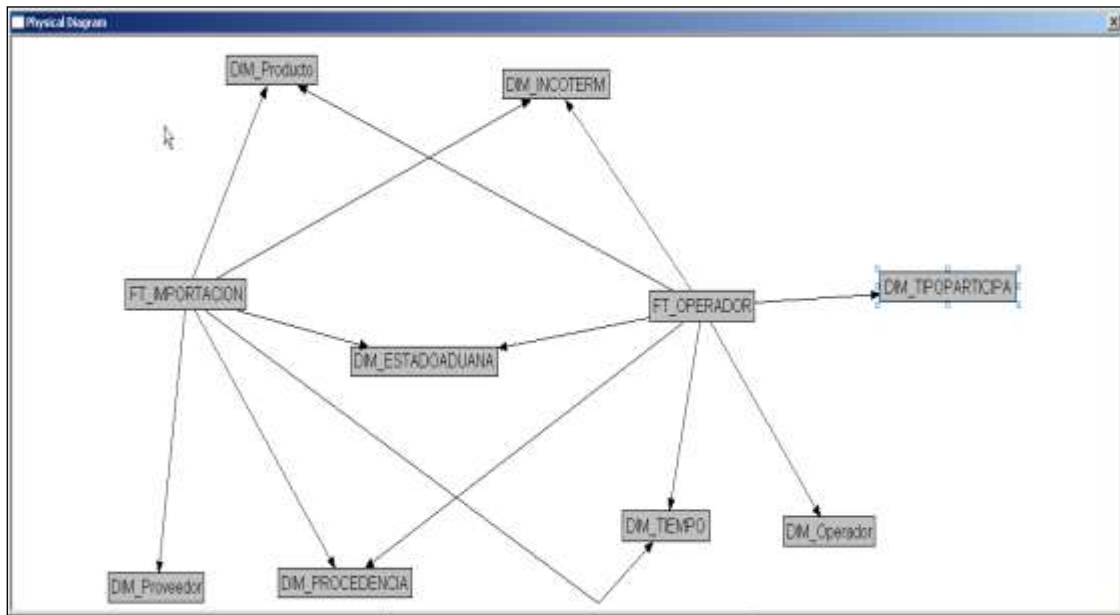 Physical Diagram
DIM_Producto
DIM_INCOTERM
FT_IMPORTACION
FT_OPERADOR
DIM_TIPOPARTICIPA
DIM_ESTADOADUANA
DIM_TIEMPO
DIM_Operador
DIM_Proveedor
DIM_PROCEDENCIA